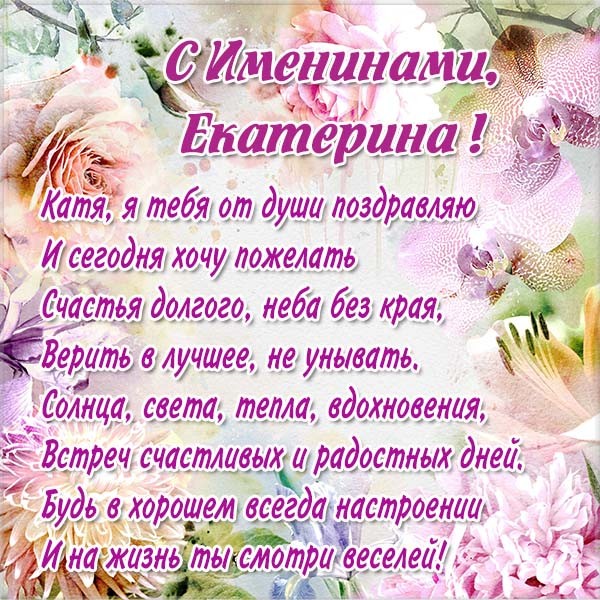 С Именинами,
Екатерина !
Катя, я тебя от души поздравляю
И сегодня хочу пожелать
Счастья долгого, неба без края,
Верить в лучшее, не унывать.
Солнца, света, тепла, вдохновения,
Встреч счастливых и радостных дней.
Будь в хорошем всегда настроении
И на жизнь ты смотри веселей!